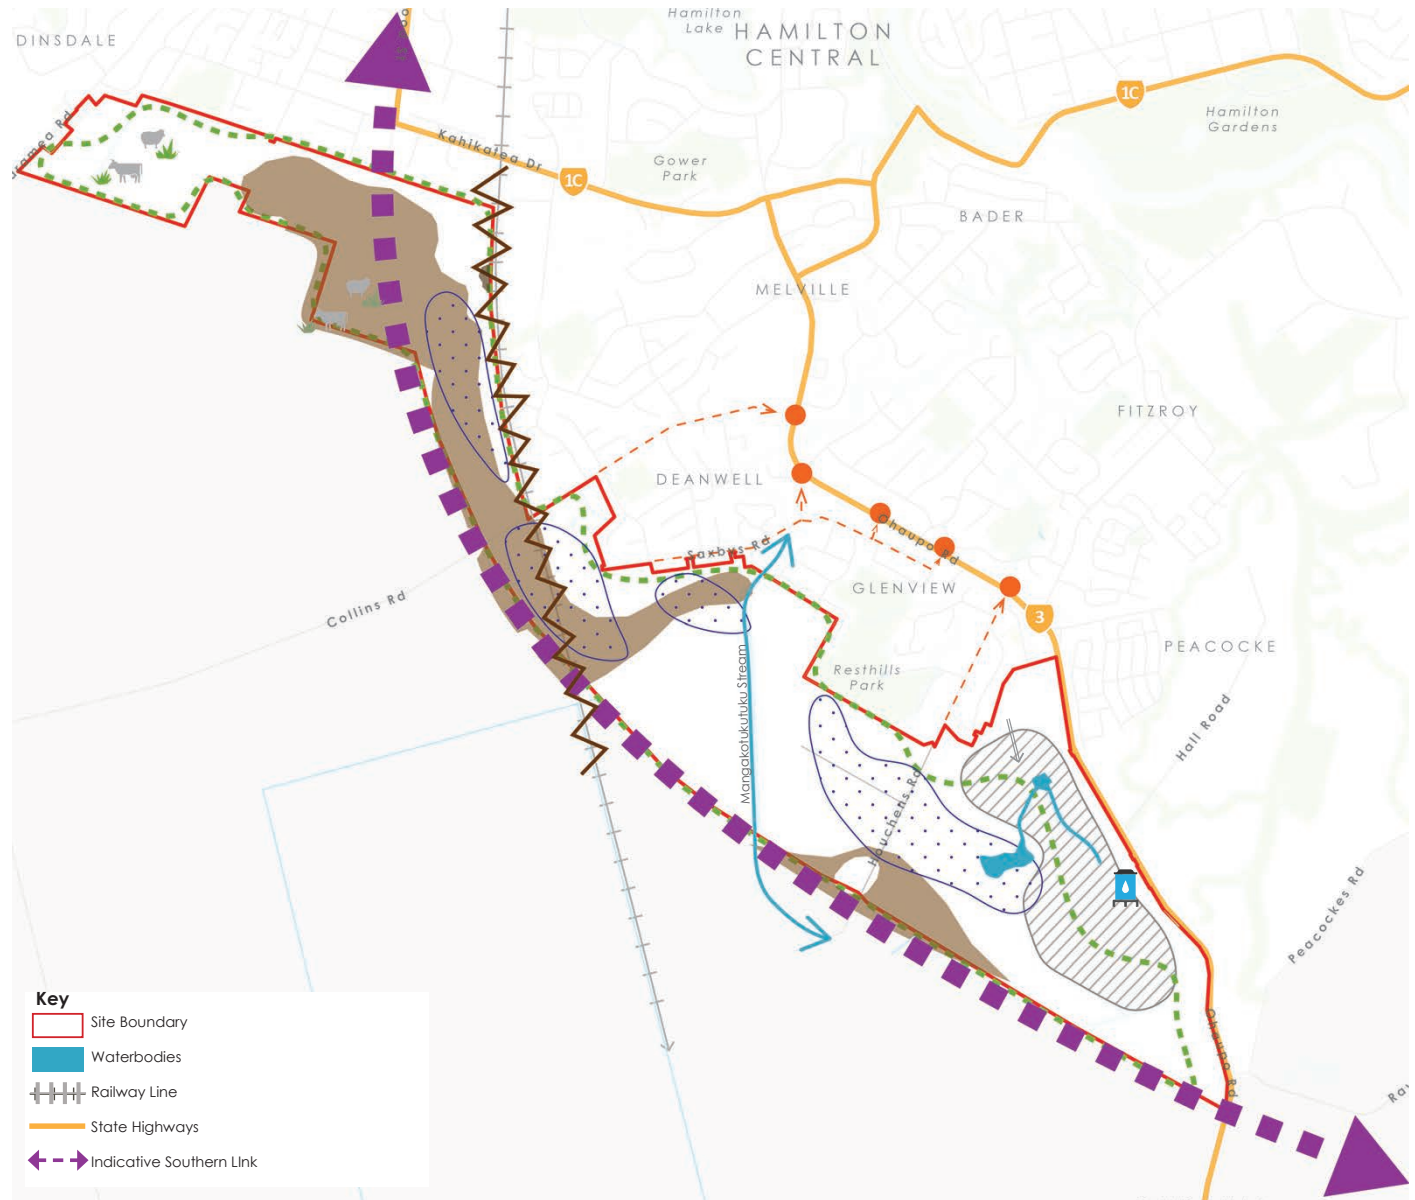 DINSDALE
Hamilton
Lake
HAMILTON
CENTRAL
1C
Hamilton
Gardens
Kahikatea Dr
1C
Gower
Park
BADER
MELVILLE
FITZROY
DEANWELL
Ohaupo Rd
Saxbys Rd
GLENVIEW
3
Collins Rd
PEACOCKE
Resthills
Park
Mangakotukutuku Stream
Hall Road
Houchens Rd
Peacockes Rd
Ohaupo Rd
Key
Site Boundary
Waterbodies
Railway Line
State Highways
Indicative Southern LInk